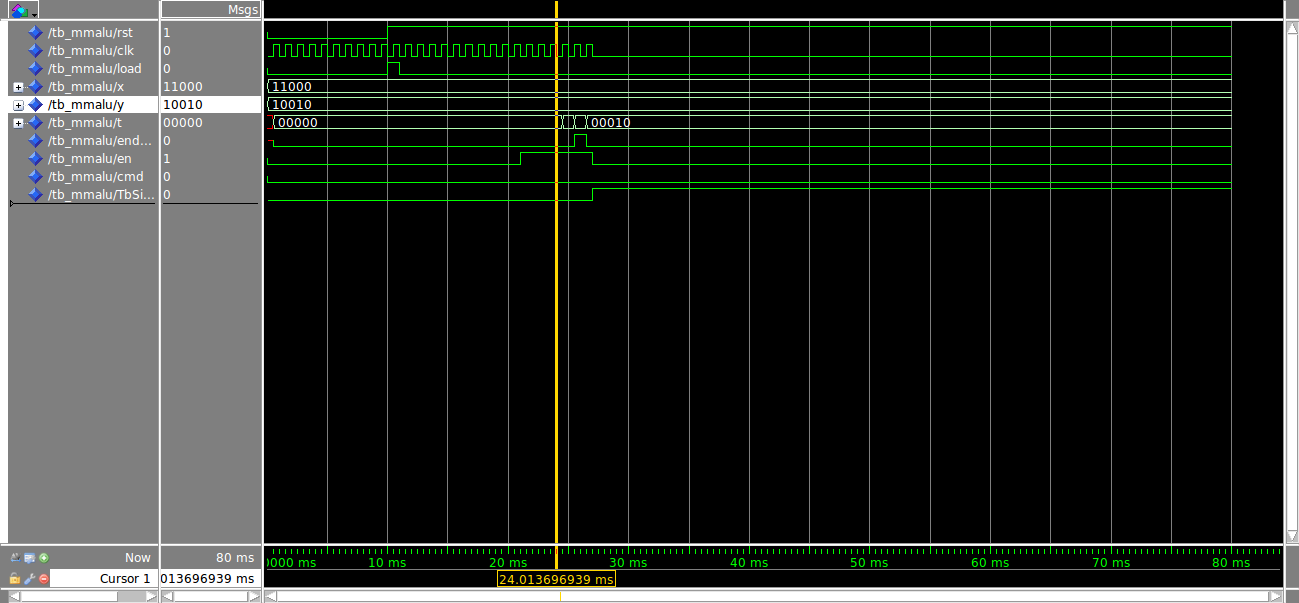 Msgs
/tb_mmalu/rst 1
/tb_mmalu/clk 0
/tb_mmalu/load 0
/tb_mmalu/x 11000 11000
/tb_mmalu/y 10010 10010
/tb_mmalu/t 00000 00000 00010
/tb_mmalu/end... 0
/tb_mmalu/en 1
/tb_mmalu/cmd 0
/tb_mmalu/TbSi... 0
Now 80 ms 0000 ms 10 ms 20 ms 30 ms 40 ms 50 ms 60 ms 70 ms 80 ms
Cursor 1 013696939 ms 24.013696939 ms